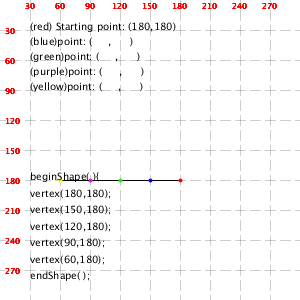 30 60 90 120 150 180 210 240 270
30
(red) Starting point: (180,180)
(blue)point: ( , )
(green)point: ( , )
60
(purple)point: ( , )
(yellow)point: ( , )
90
120
150
beginShape( ){
180
vertex(180,180);
vertex(150,180);
210
vertex(120,180);
vertex(90,180);
240
vertex(60,180);
endShape( );
270